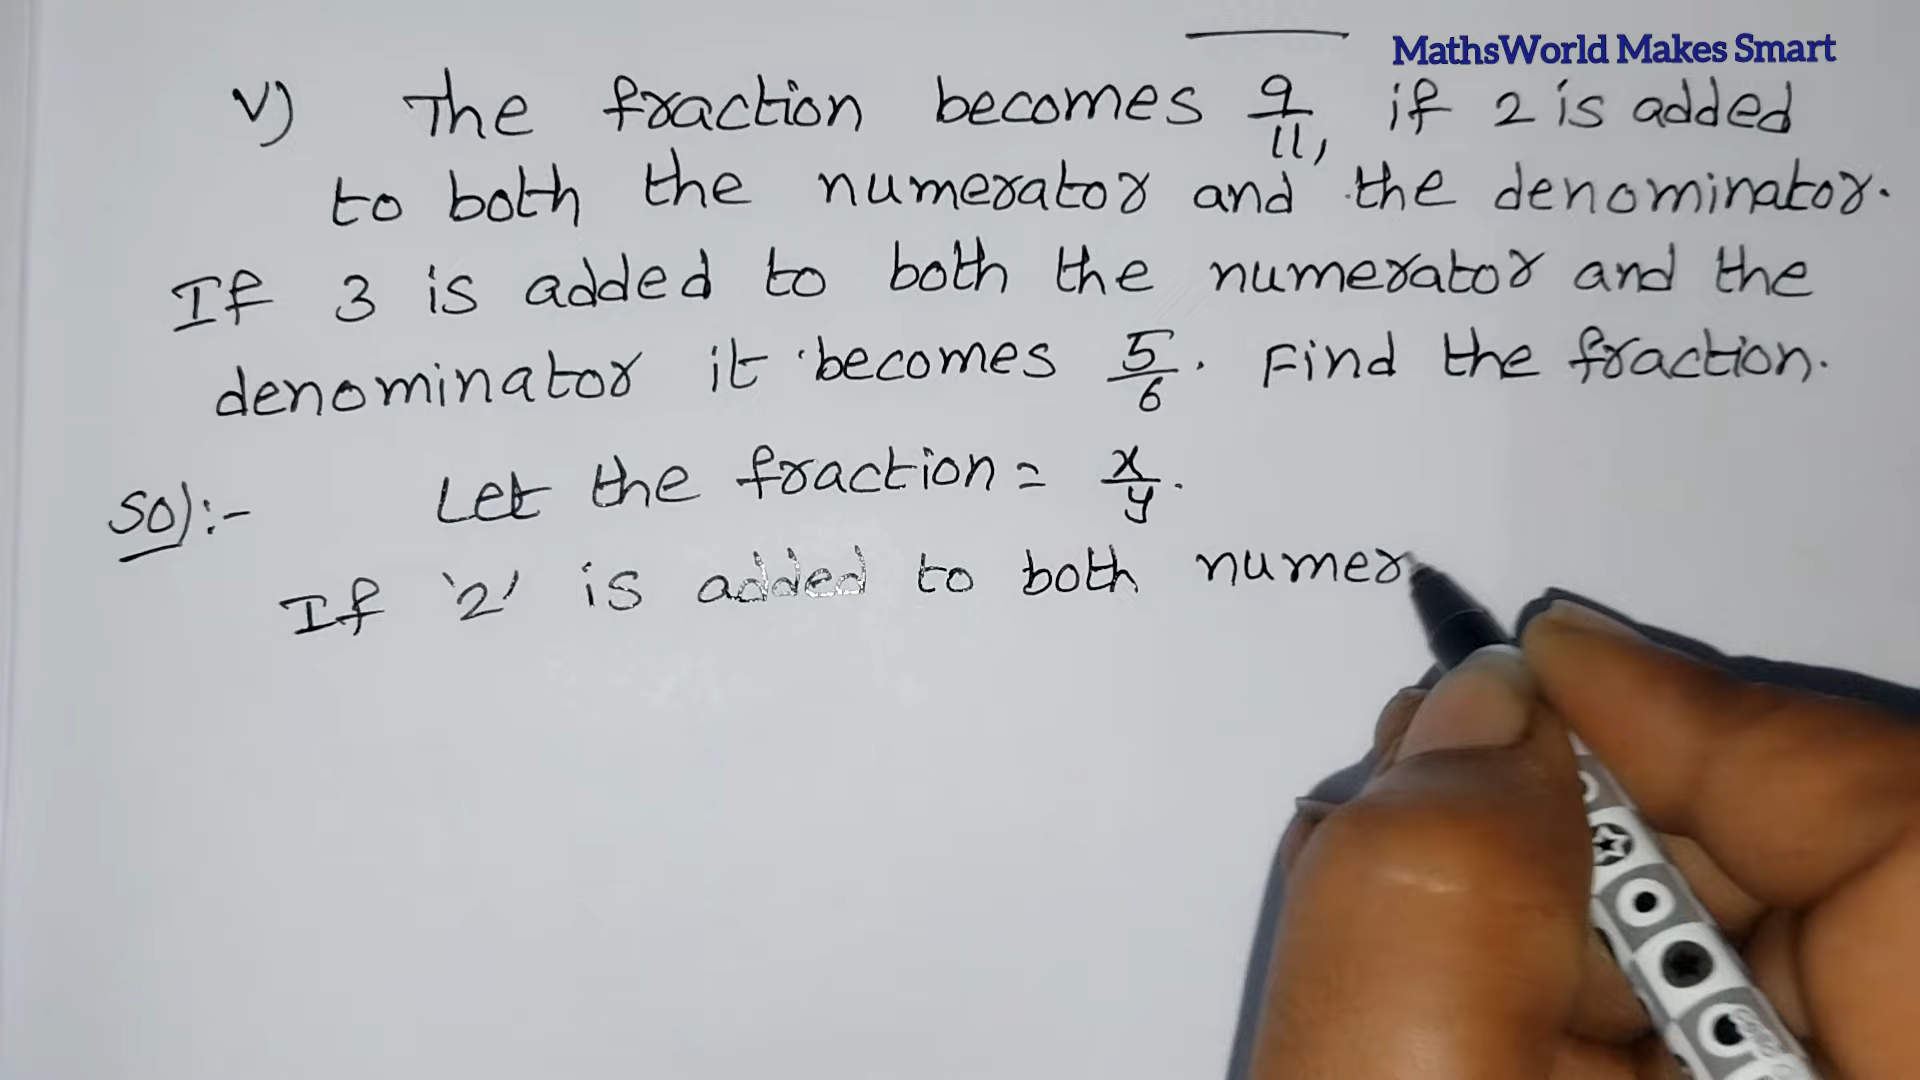 MathsWorld Makes Smart
V) The fraction becomes 9/11, if 2 is added
to both the numerator and the denominator.
If 3 is added to both the numerator and the
denominator it becomes 5/6. Find the fraction.
Sol:- Let the fraction = x/y.
If '2' is added to both numer